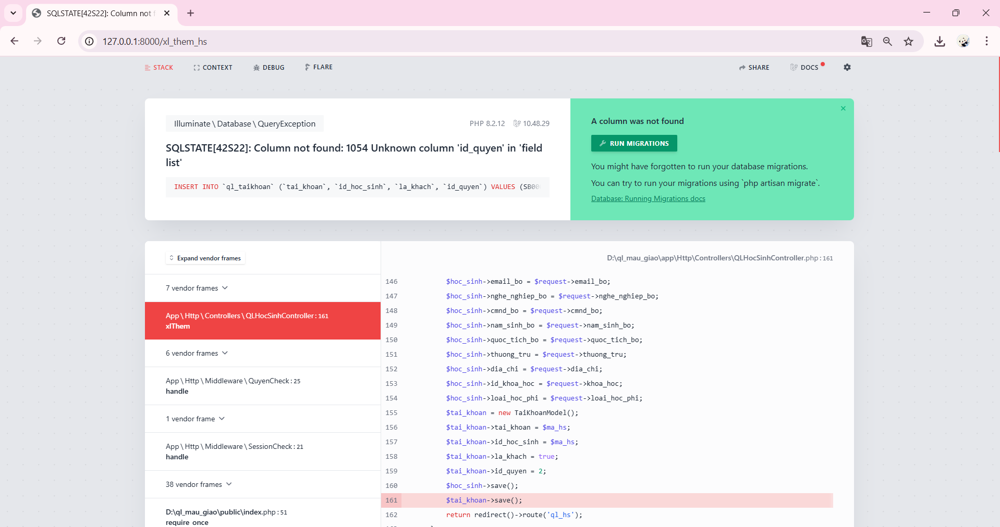 SQLSTATE[42S22]: Column not f
127.0.0.1:8000/xl_them_hs
STACK CONTEXT DEBUG FLARE SHARE DOCS
Illuminate \ Database \ QueryException PHP 8.2.12 10.48.29
SQLSTATE[42S22]: Column not found: 1054 Unknown column 'id_quyen' in 'field
list'
INSERT INTO `ql_taikhoan` (`tai_khoan`, `id_hoc_sinh`, `la_khach`, `id_quyen`) VALUES (SB00
A column was not found
RUN MIGRATIONS
You might have forgotten to run your database migrations.
You can try to run your migrations using `php artisan migrate`.
Database: Running Migrations docs
Expand vendor frames
7 vendor frames
App \ Http \ Controllers \ QLHocSinhController : 161
xlThem
6 vendor frames
App \ Http \ Middleware \ QuyenCheck : 25
handle
1 vendor frame
App \ Http \ Middleware \ SessionCheck : 21
handle
38 vendor frames
D:\ql_mau_giao\public\index.php : 51
require_once
D:\ql_mau_giao\app\Http\Controllers\QLHocSinhController.php : 161
146 $hoc_sinh->email_bo = $request->email_bo;
147 $hoc_sinh->nghe_nghiep_bo = $request->nghe_nghiep_bo;
148 $hoc_sinh->cmnd_bo = $request->cmnd_bo;
149 $hoc_sinh->nam_sinh_bo = $request->nam_sinh_bo;
150 $hoc_sinh->quoc_tich_bo = $request->quoc_tich_bo;
151 $hoc_sinh->thuong_tru = $request->thuong_tru;
152 $hoc_sinh->dia_chi = $request->dia_chi;
153 $hoc_sinh->id_khoa_hoc = $request->khoa_hoc;
154 $hoc_sinh->loai_hoc_phi = $request->loai_hoc_phi;
155 $tai_khoan = new TaiKhoanModel();
156 $tai_khoan->tai_khoan = $ma_hs;
157 $tai_khoan->id_hoc_sinh = $ma_hs;
158 $tai_khoan->la_khach = true;
159 $tai_khoan->id_quyen = 2;
160 $hoc_sinh->save();
161 $tai_khoan->save();
162 return redirect()->route('ql_hs');